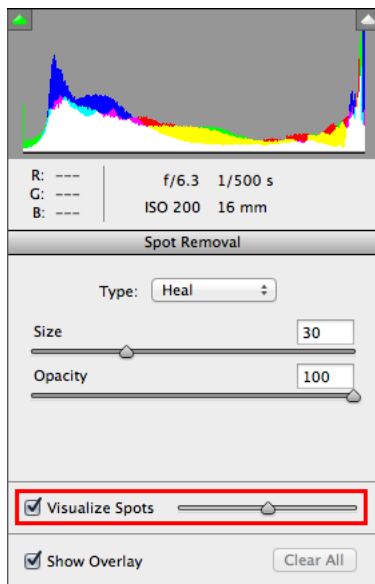 R: --- f/6.3 1/500 s
G: ---
B: --- ISO 200 16 mm
Spot Removal
Type: Heal
Size 30
Opacity 100
Visualize Spots
Show Overlay Clear All